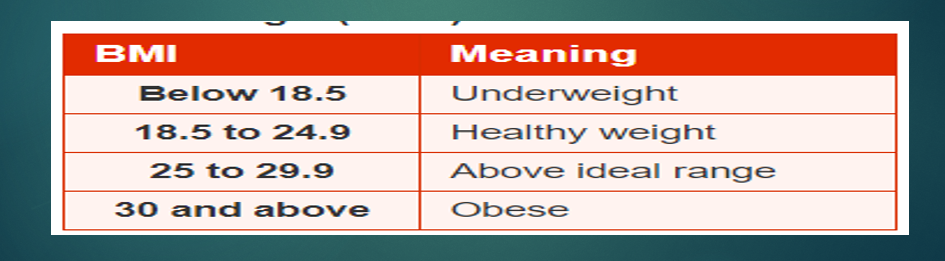 BMI Meaning
Below 18.5 Underweight
18.5 to 24.9 Healthy weight
25 to 29.9 Above ideal range
30 and above Obese